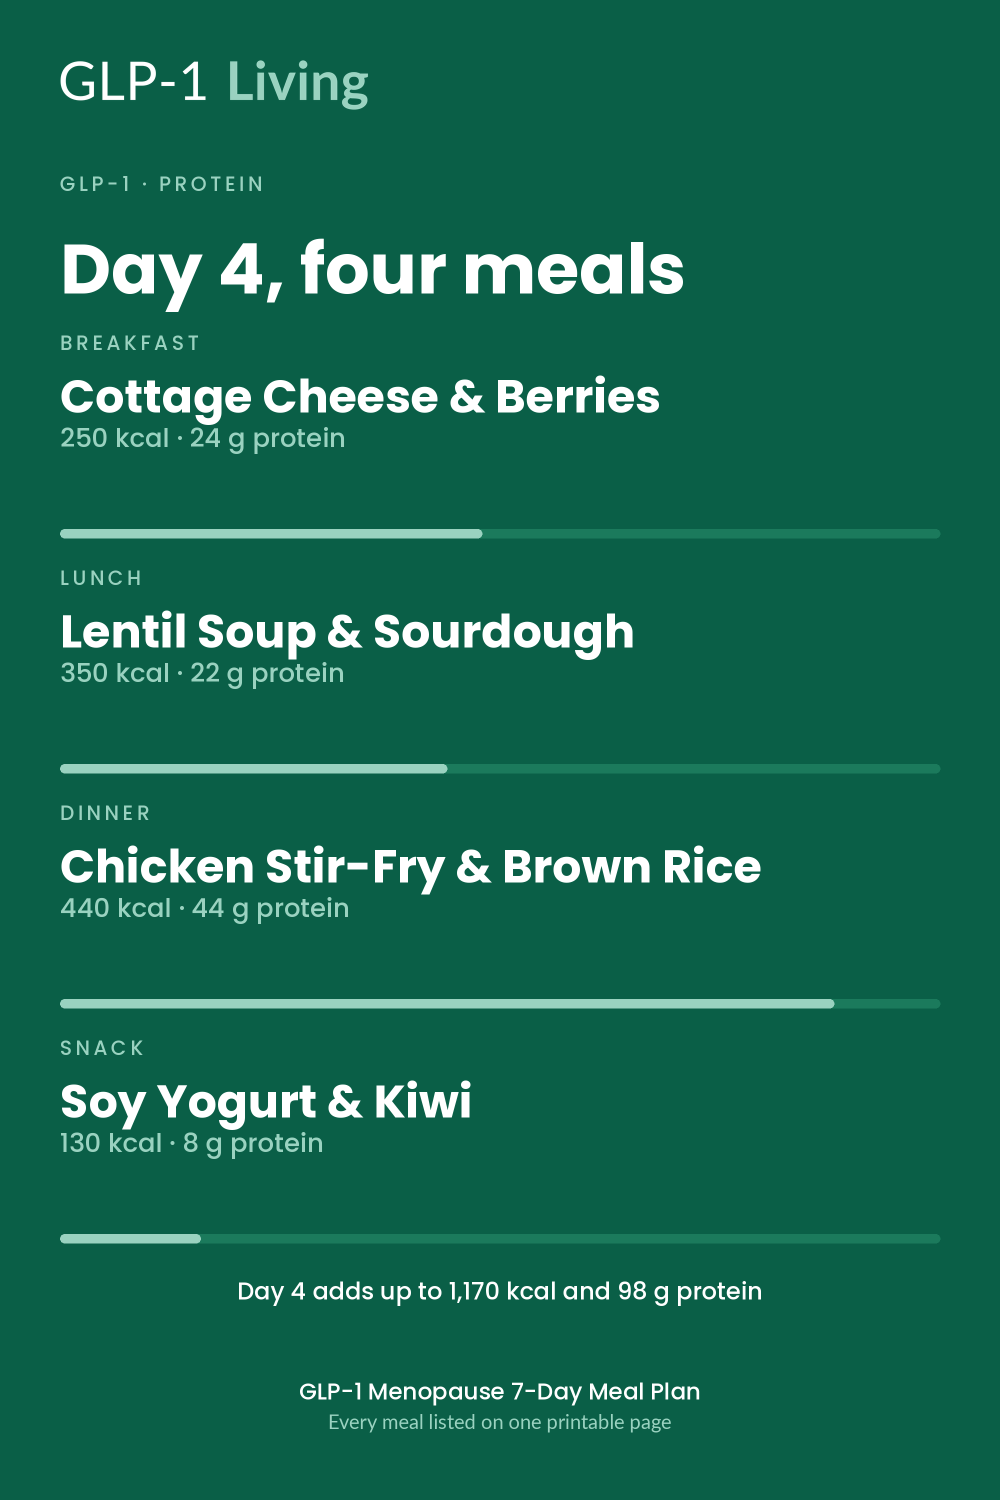 GLP-1 Living
GLP-1 · PROTEIN
Day 4, four meals
BREAKFAST
Cottage Cheese & Berries
250 kcal · 24 g protein
LUNCH
Lentil Soup & Sourdough
350 kcal · 22 g protein
DINNER
Chicken Stir-Fry & Brown Rice
440 kcal · 44 g protein
SNACK
Soy Yogurt & Kiwi
130 kcal · 8 g protein
Day 4 adds up to 1,170 kcal and 98 g protein
GLP-1 Menopause 7-Day Meal Plan
Every meal listed on one printable page